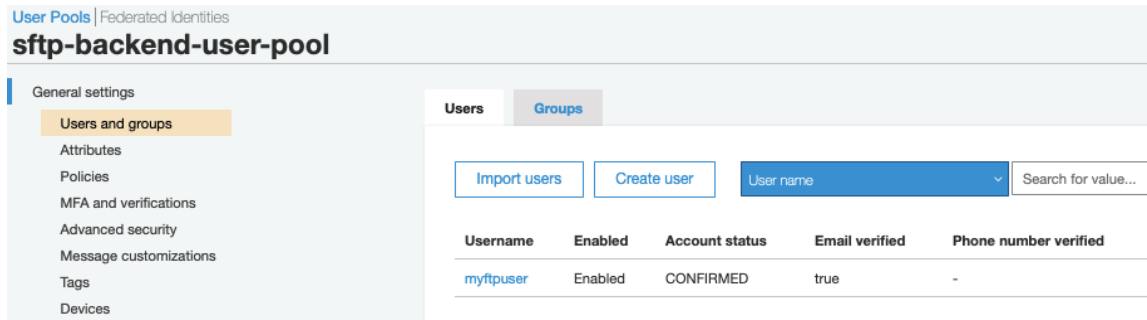 User Pools | Federated Identities
sftp-backend-user-pool
General settings
Users and groups
Attributes
Policies
MFA and verifications
Advanced security
Message customizations
Tags
Devices
Users Groups
Import users Create user User name Search for value...
Username Enabled Account status Email verified Phone number verified
myftpuser Enabled CONFIRMED true -